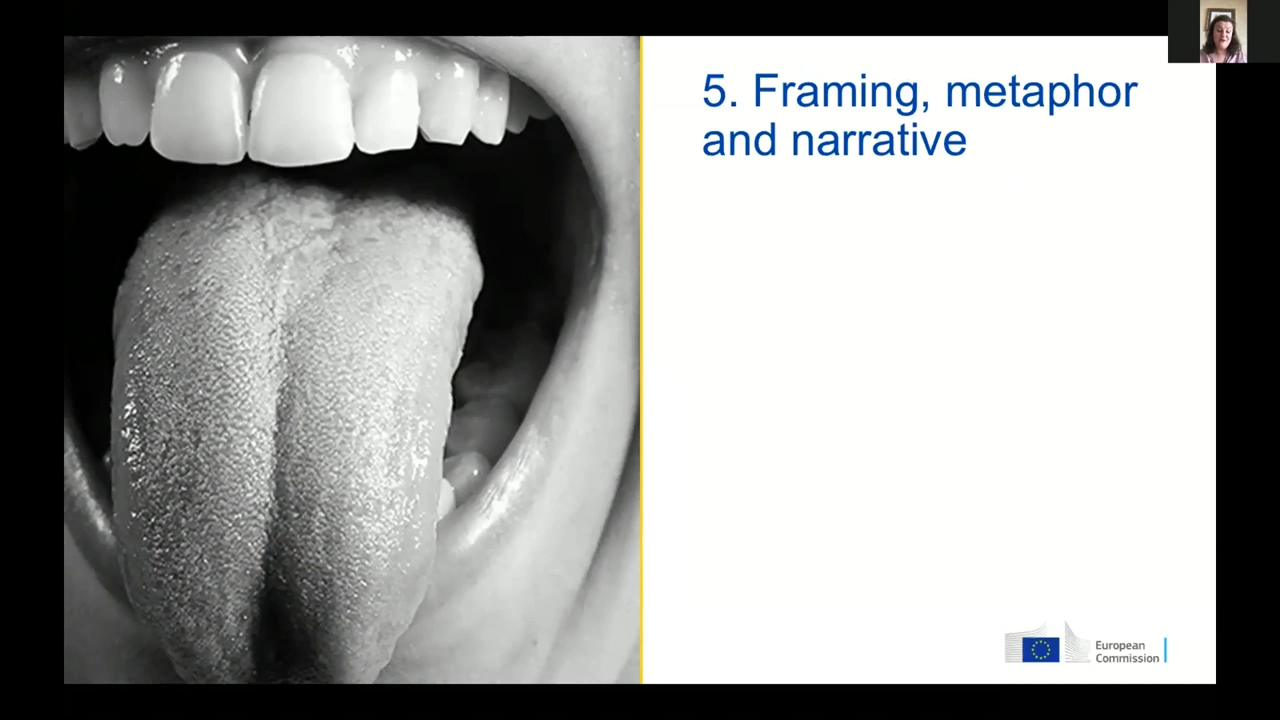 5. Framing, metaphor
and narrative
European
Commission